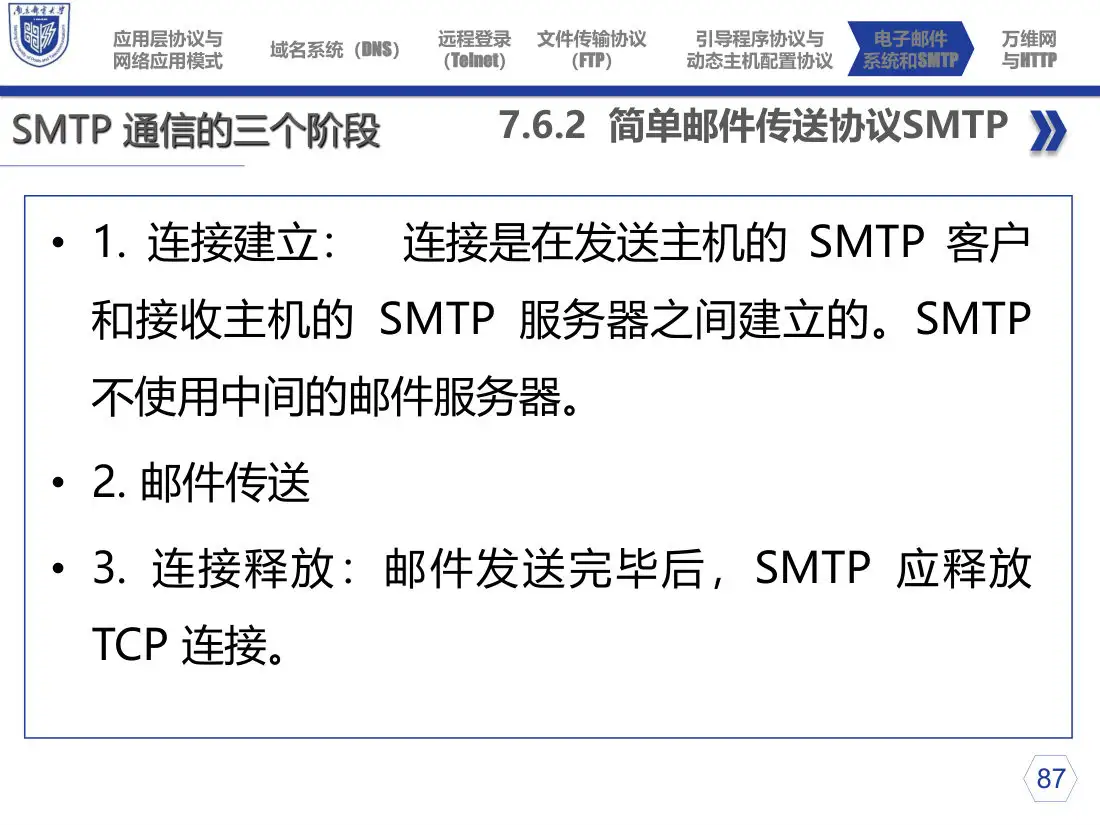 应用层协议与
网络应用模式
域名系统（DNS）
远程登录
（Telnet）
文件传输协议
（FTP）
引导程序协议与
动态主机配置协议
电子邮件
系统和SMTP
万维网
与HTTP
SMTP 通信的三个阶段
7.6.2 简单邮件传送协议SMTP
• 1. 连接建立： 连接是在发送主机的 SMTP 客户
和接收主机的 SMTP 服务器之间建立的。SMTP
不使用中间的邮件服务器。
• 2. 邮件传送
• 3. 连接释放：邮件发送完毕后，SMTP 应释放
TCP 连接。
87